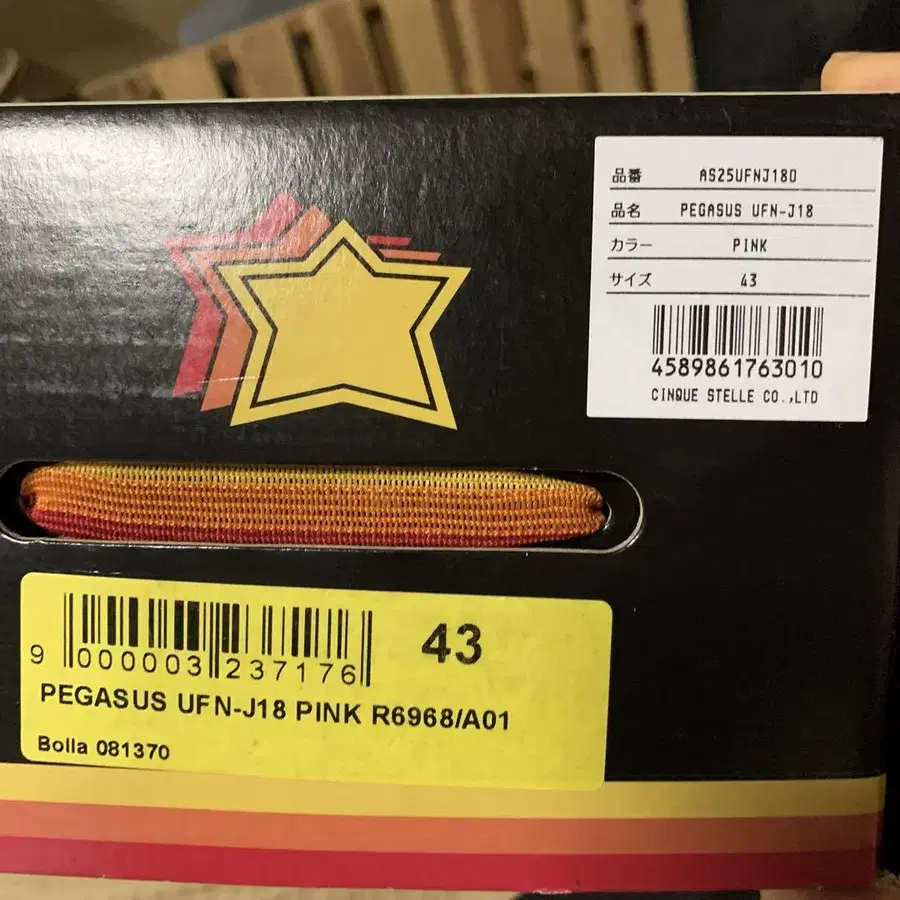 品番 AS25UFNJ180
品名 PEGASUS UFN-J18
カラー PINK
サイズ 43
4589861763010
CINQUE STELLE CO.,LTD
43
9 000003 237176
PEGASUS UFN-J18 PINK R6968/A01
Bolla 081370